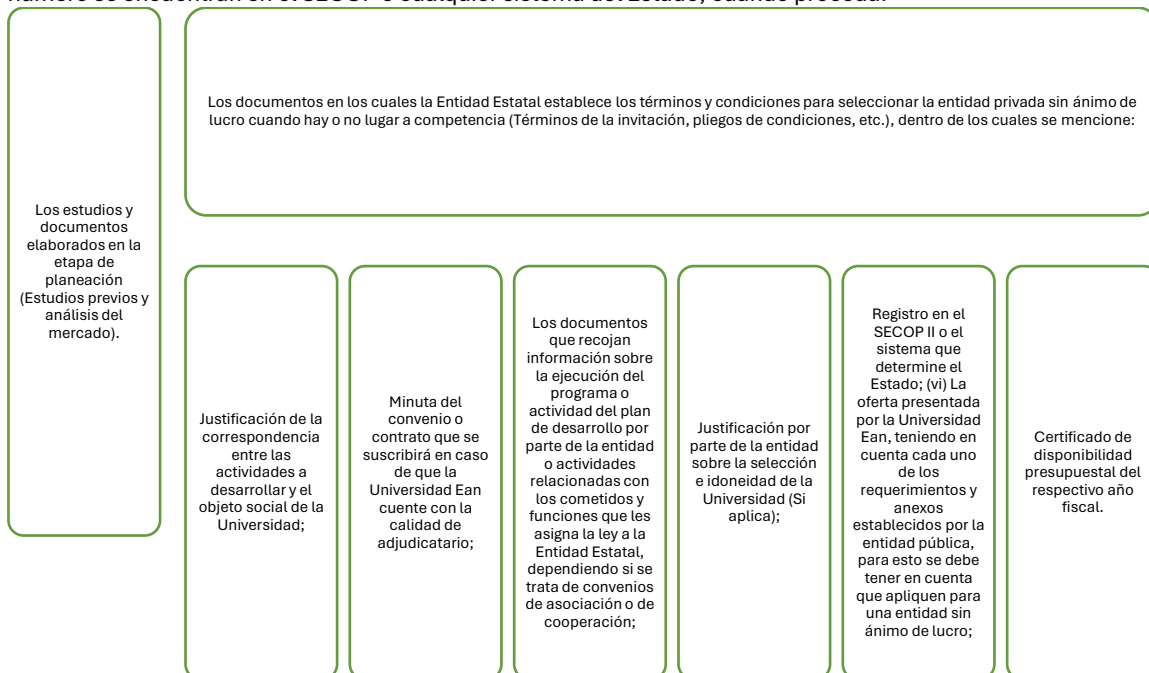 Los estudios y
documentos
elaborados en la
etapa de
planeación
(Estudios previos y
análisis del
mercado).
Los documentos en los cuales la Entidad Estatal establece los términos y condiciones para seleccionar la entidad privada sin ánimo de
lucro cuando hay o no lugar a competencia (Términos de la invitación, pliegos de condiciones, etc.), dentro de los cuales se mencione:
Justificación de la
correspondencia
entre las
actividades a
desarrollar y el
objeto social de la
Universidad;
Minuta del
convenio o
contrato que se
suscribirá en caso
de que la
Universidad Ean
cuente con la
calidad de
adjudicatario;
Los documentos
que recojan
información sobre
la ejecución del
programa o
actividad del plan
de desarrollo por
parte de la entidad
o actividades
relacionadas con
los cometidos y
funciones que les
asigna la ley a la
Entidad Estatal,
dependiendo si se
trata de convenios
de asociación o de
cooperación;
Justificación por
parte de la entidad
sobre la selección
e idoneidad de la
Universidad (Si
aplica);
Registro en el
SECOP II o el
sistema que
determine el
Estado; (vi) La
oferta presentada
por la Universidad
Ean, teniendo en
cuenta cada uno
de los
requerimientos y
anexos
establecidos por la
entidad pública,
para esto se debe
tener en cuenta
que apliquen para
una entidad sin
ánimo de lucro;
Certificado de
disponibilidad
presupuestal del
respectivo año
fiscal.